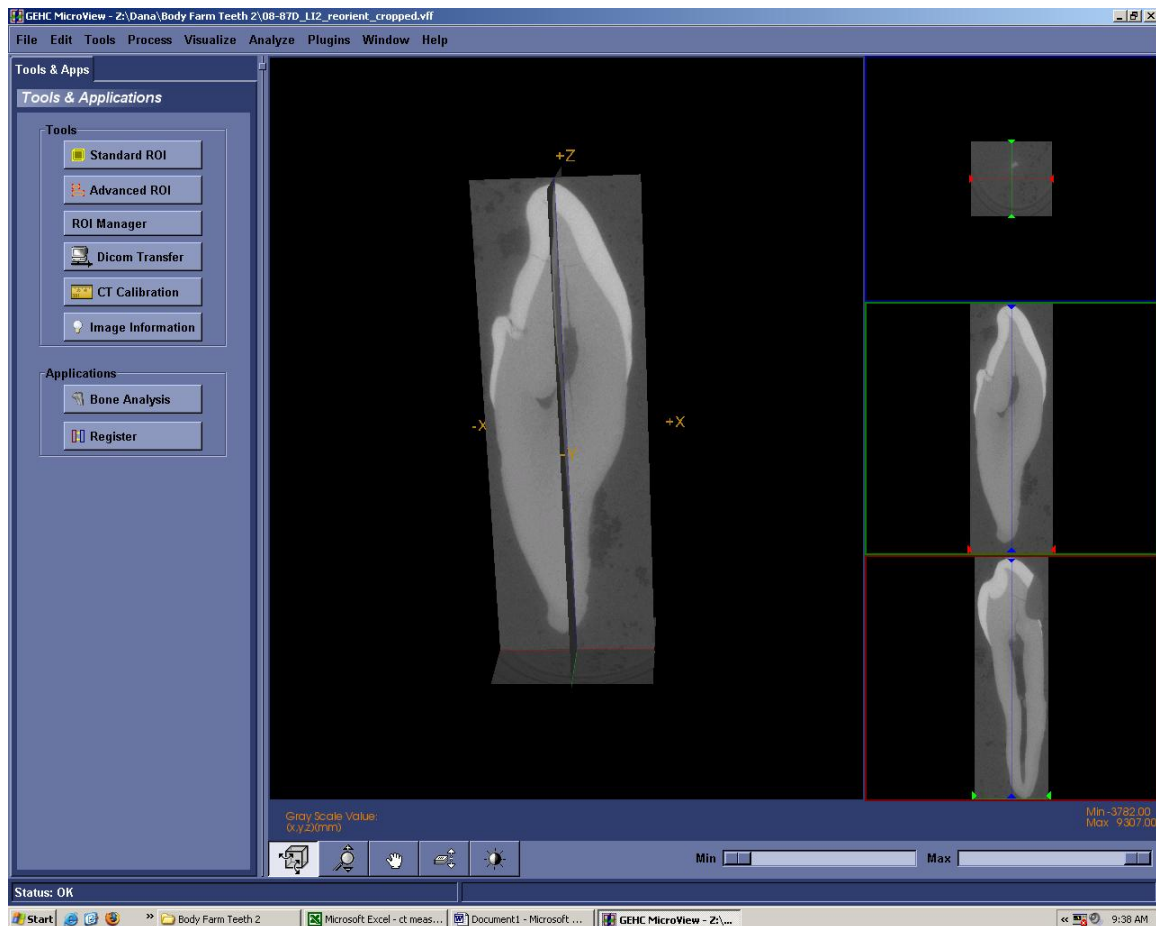 GEHC MicroView - Z:\Dana\Body Farm Teeth 2\08-87D_LI2_reorient_cropped.vff
File Edit Tools Process Visualize Analyze Plugins Window Help
Tools & Apps
Tools & Applications
Tools
Standard ROI
Advanced ROI
ROI Manager
Dicom Transfer
CT Calibration
Image Information
Applications
Bone Analysis
Register
+Z
-X
+X
-Y
Gray Scale Value:
(x,y,z)(mm)
Min -3782.00
Max 9307.00
Min
Max
Status: OK
Start
» Body Farm Teeth 2
Microsoft Excel - ct meas...
Document1 - Microsoft ...
GEHC MicroView - Z:\...
« 9:38 AM